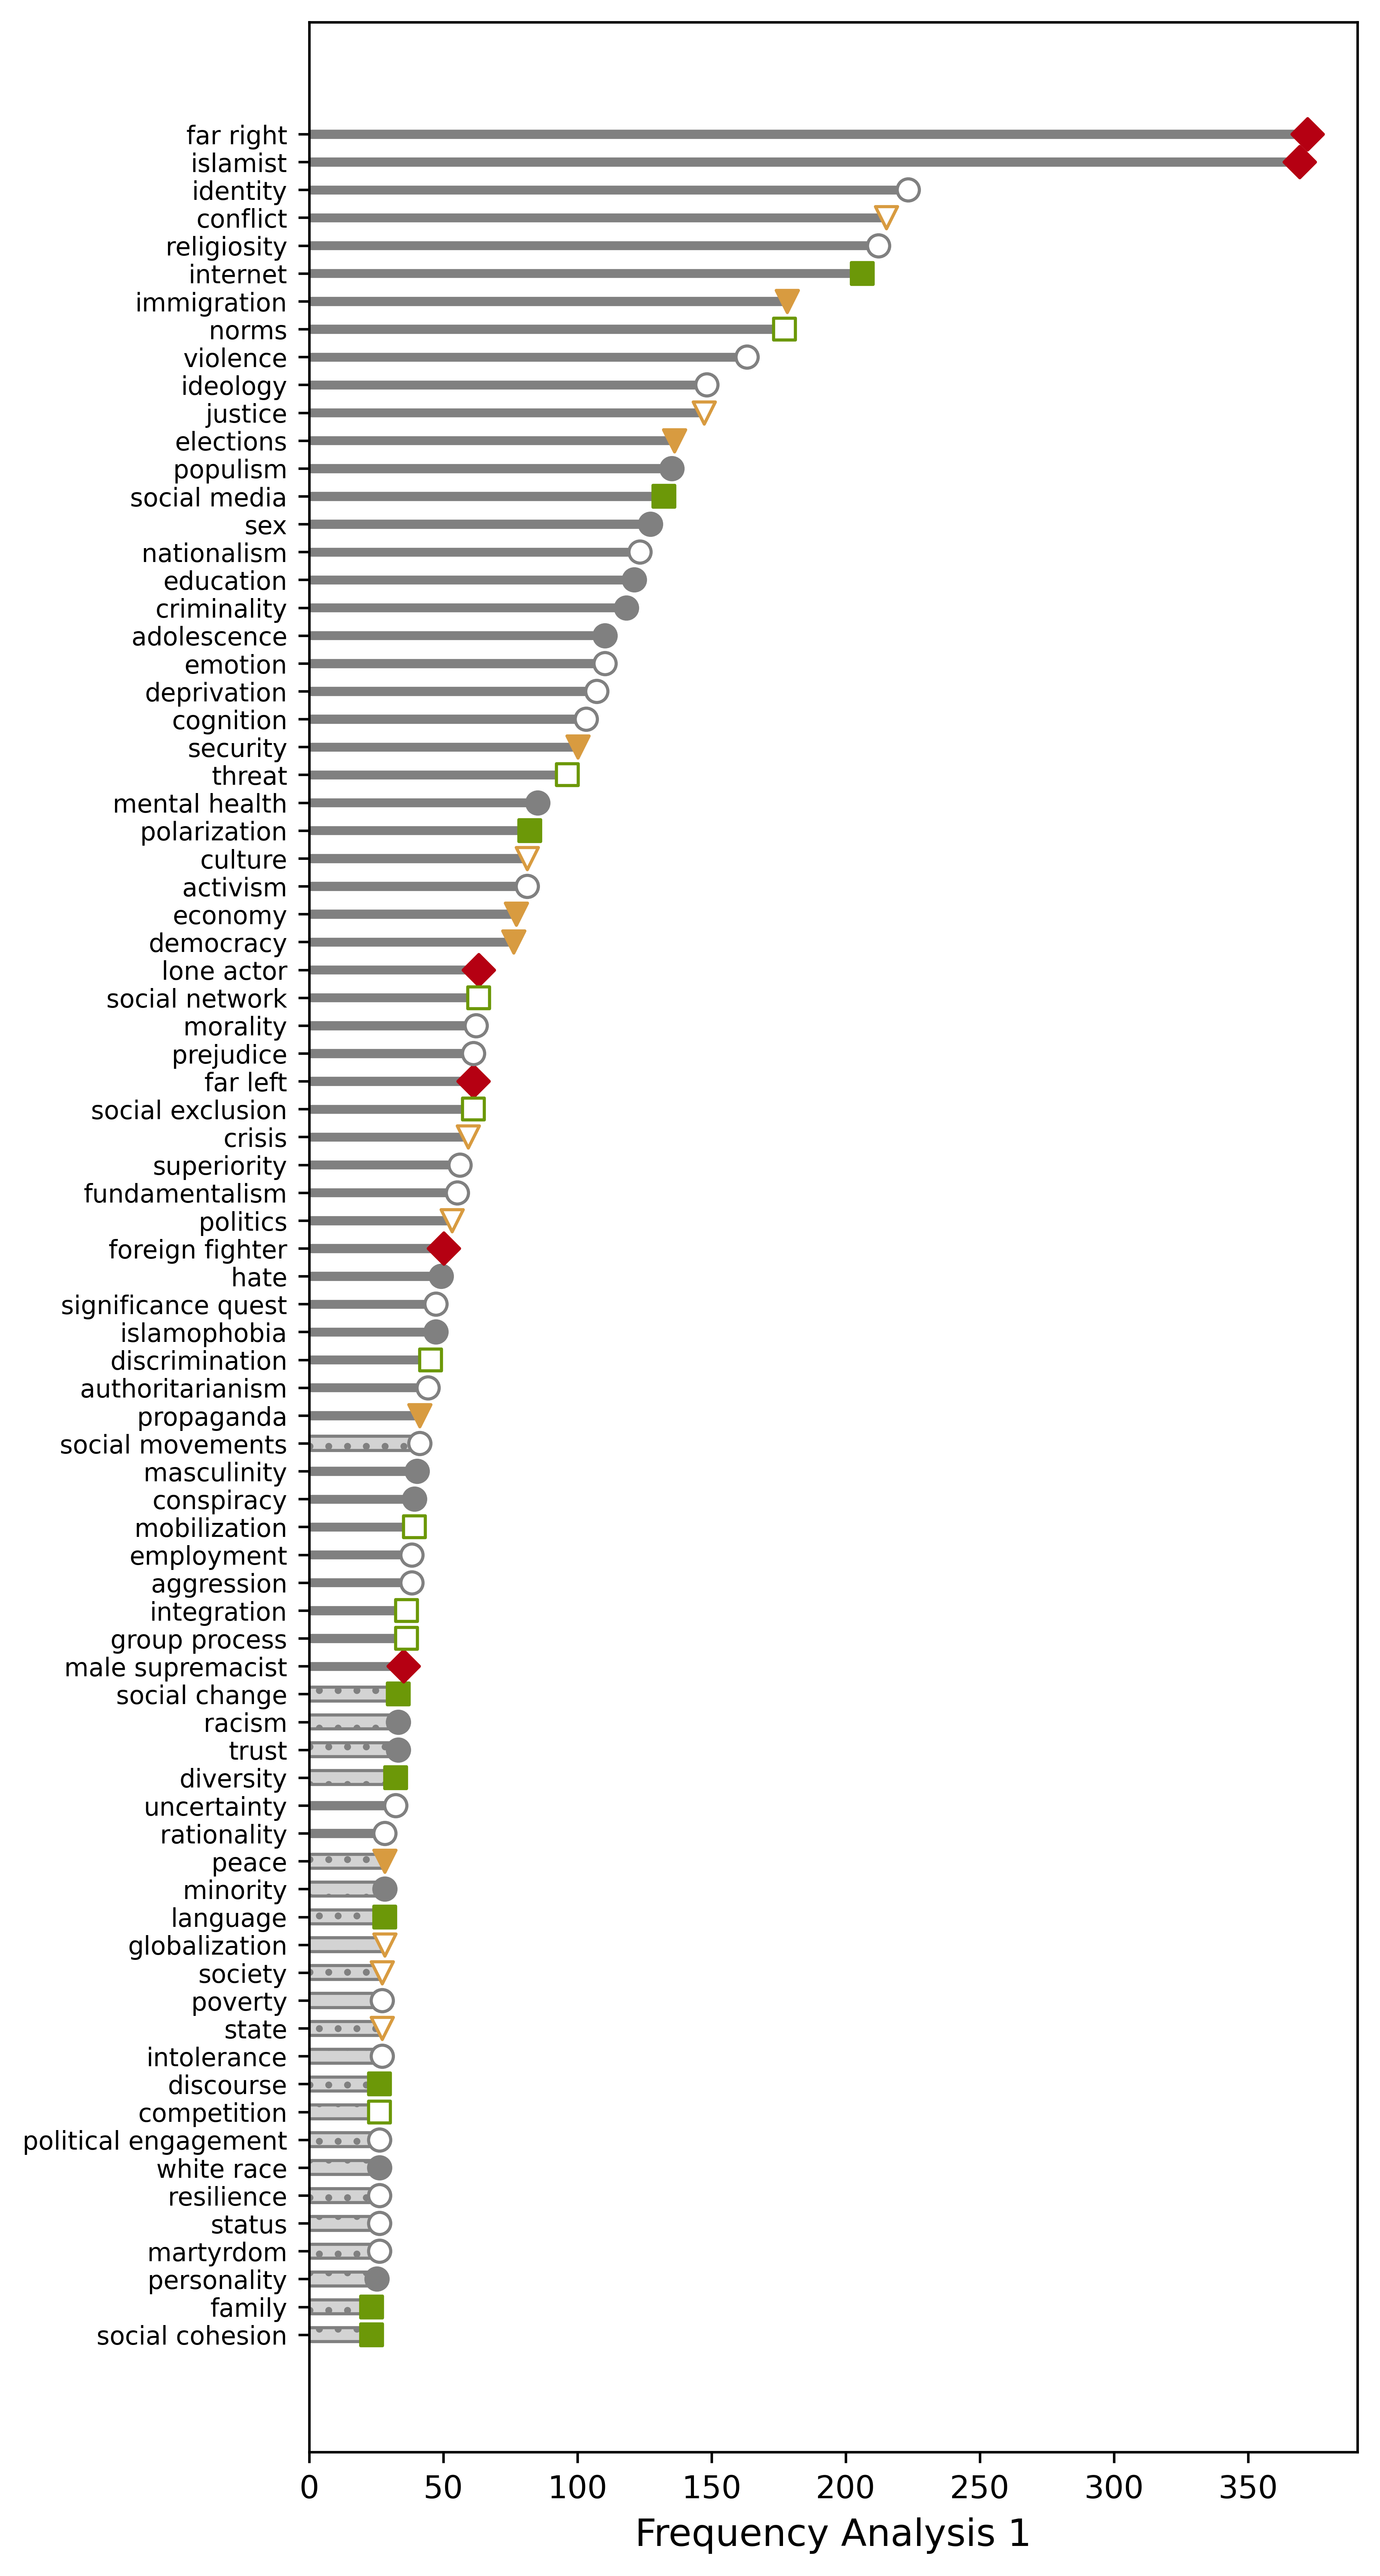 far right
islamist
identity
conflict
religiosity
internet
immigration
norms
violence
ideology
justice
elections
populism
social media
sex
nationalism
education
criminality
adolescence
emotion
deprivation
cognition
security
threat
mental health
polarization
culture
activism
economy
democracy
lone actor
social network
morality
prejudice
far left
social exclusion
crisis
superiority
fundamentalism
politics
foreign fighter
hate
significance quest
islamophobia
discrimination
authoritarianism
propaganda
social movements
masculinity
conspiracy
mobilization
employment
aggression
integration
group process
male supremacist
social change
racism
trust
diversity
uncertainty
rationality
peace
minority
language
globalization
society
poverty
state
intolerance
discourse
competition
political engagement
white race
resilience
status
martyrdom
personality
family
social cohesion
0 50 100 150 200 250 300 350
Frequency Analysis 1